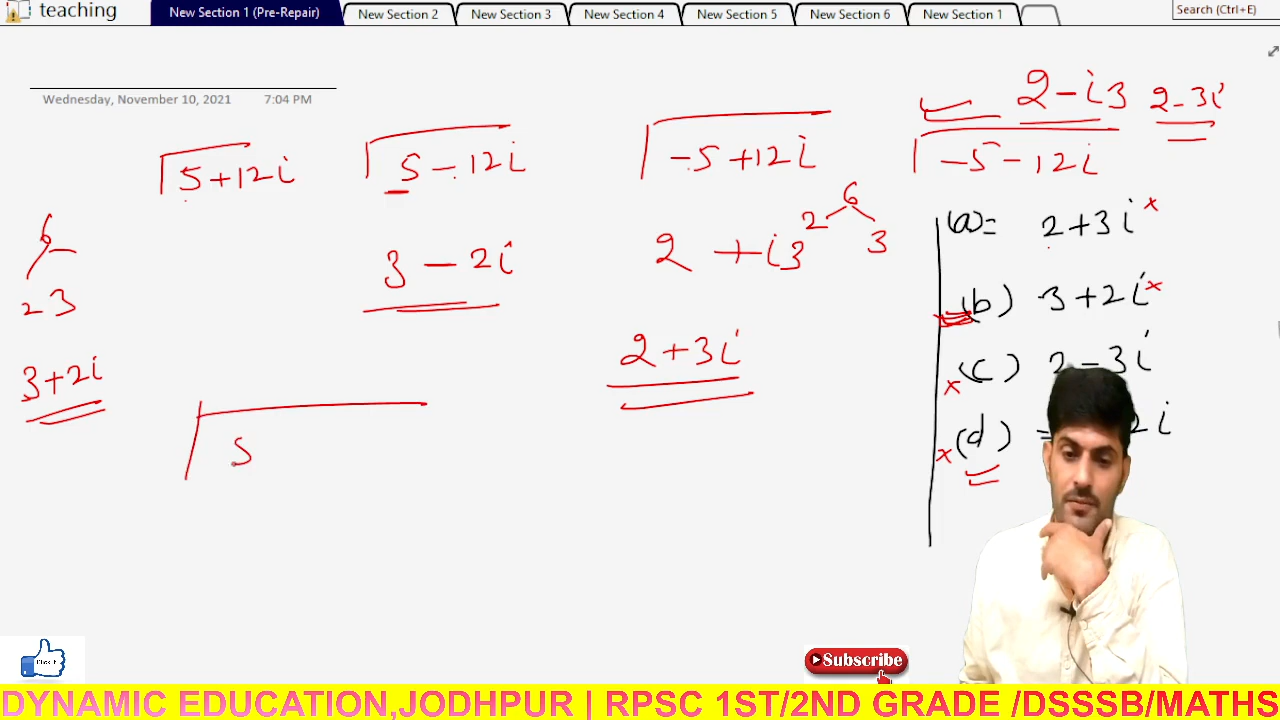 teaching
New Section 1 (Pre-Repair)
New Section 2
New Section 3
New Section 4
New Section 5
New Section 6
New Section 1
Search (Ctrl+E)
Wednesday, November 10, 2021 7:04 PM
2-i3 2-3i
√5+12i √5-12i √-5+12i √-5-12i
6
2 3
3+2i
3-2i
2+i3
6
2 3
2+3i
(a)= 2+3i x
(b) 3+2i x
x (c) 2-3i
x (d) = 2i
√5
Subscribe
DYNAMIC EDUCATION,JODHPUR | RPSC 1ST/2ND GRADE /DSSSB/MATHS